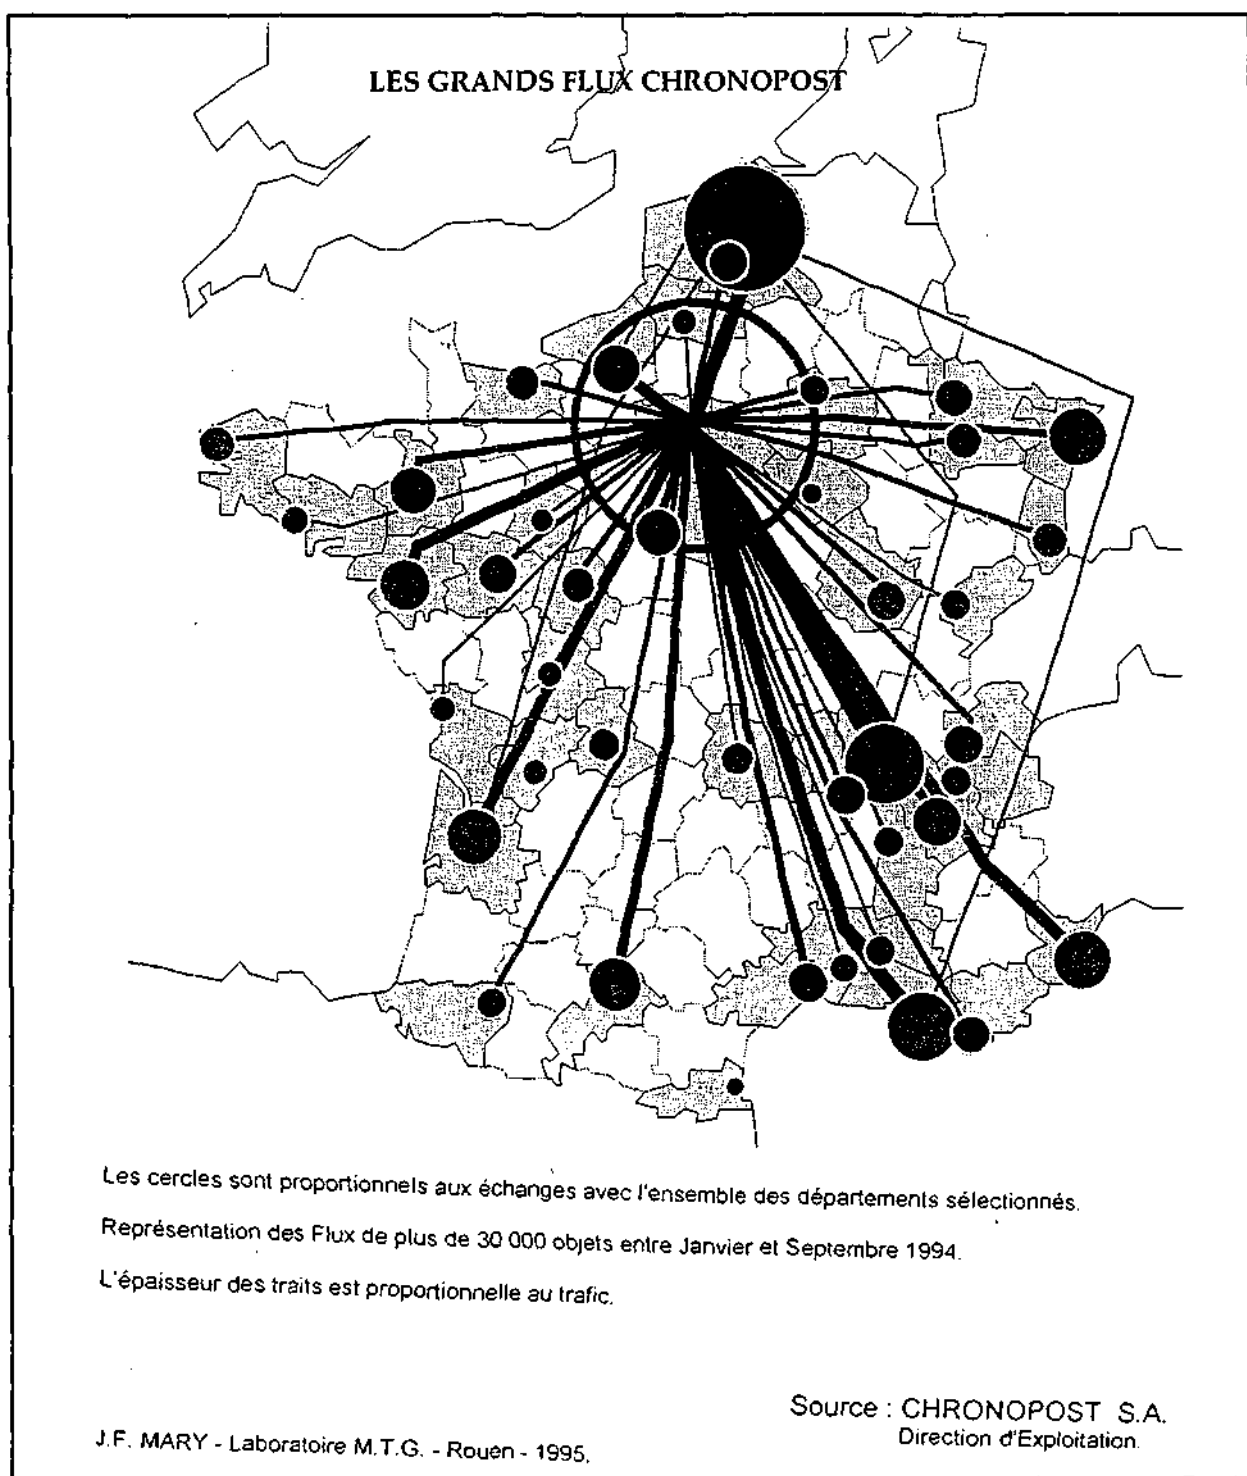 LES GRANDS FLUX CHRONOPOST
Les cercles sont proportionnels aux échanges avec l'ensemble des départements sélectionnés.
Représentation des Flux de plus de 30 000 objets entre Janvier et Septembre 1994.
L'épaisseur des traits est proportionnelle au trafic.
Source : CHRONOPOST S.A.
Direction d'Exploitation.
J.F. MARY - Laboratoire M.T.G. - Rouen - 1995.